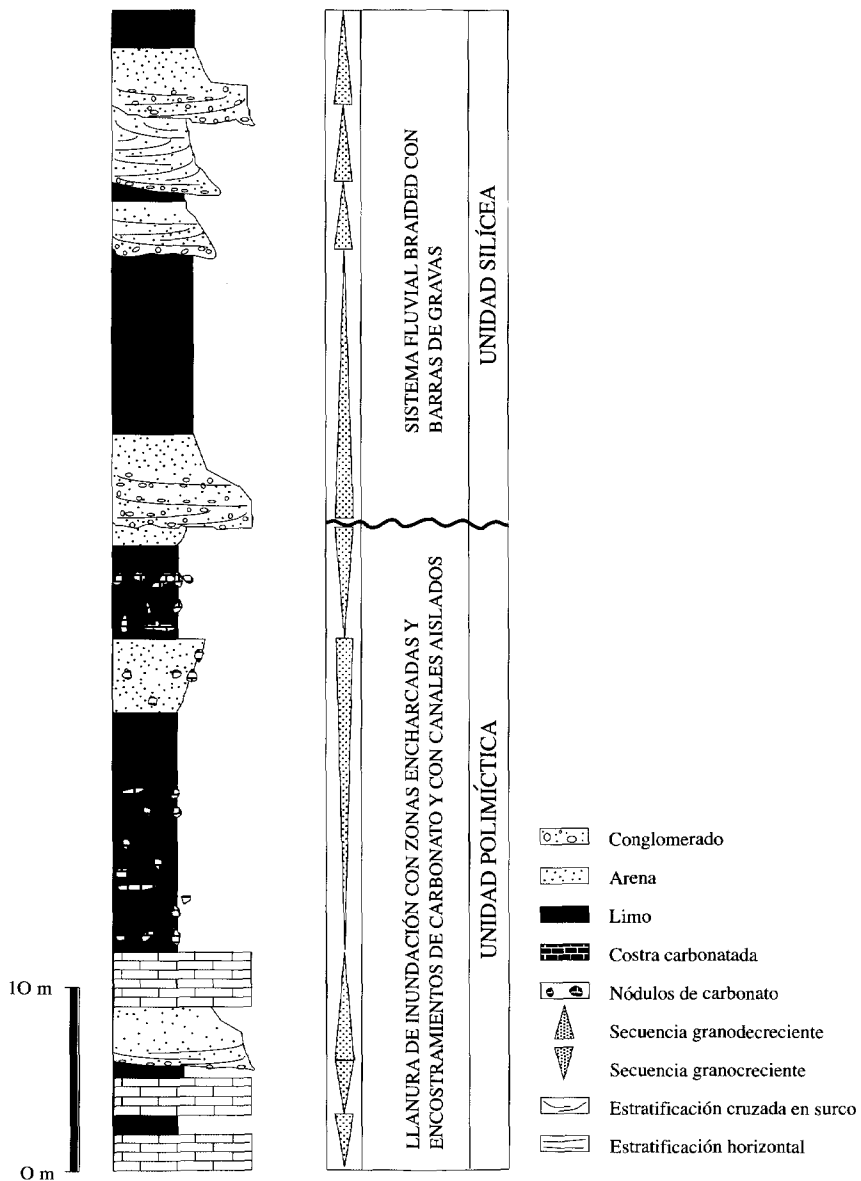 SISTEMA FLUVIAL BRAIDED CON
BARRAS DE GRAVAS
UNIDAD SILÍCEA
LLANURA DE INUNDACIÓN CON ZONAS ENCHARCADAS Y
ENCOSTRAMIENTOS DE CARBONATO Y CON CANALES AISLADOS
UNIDAD POLIMÍCTICA
10 m
0 m
Conglomerado
Arena
Limo
Costra carbonatada
Nódulos de carbonato
Secuencia granodecreciente
Secuencia granocreciente
Estratificación cruzada en surco
Estratificación horizontal